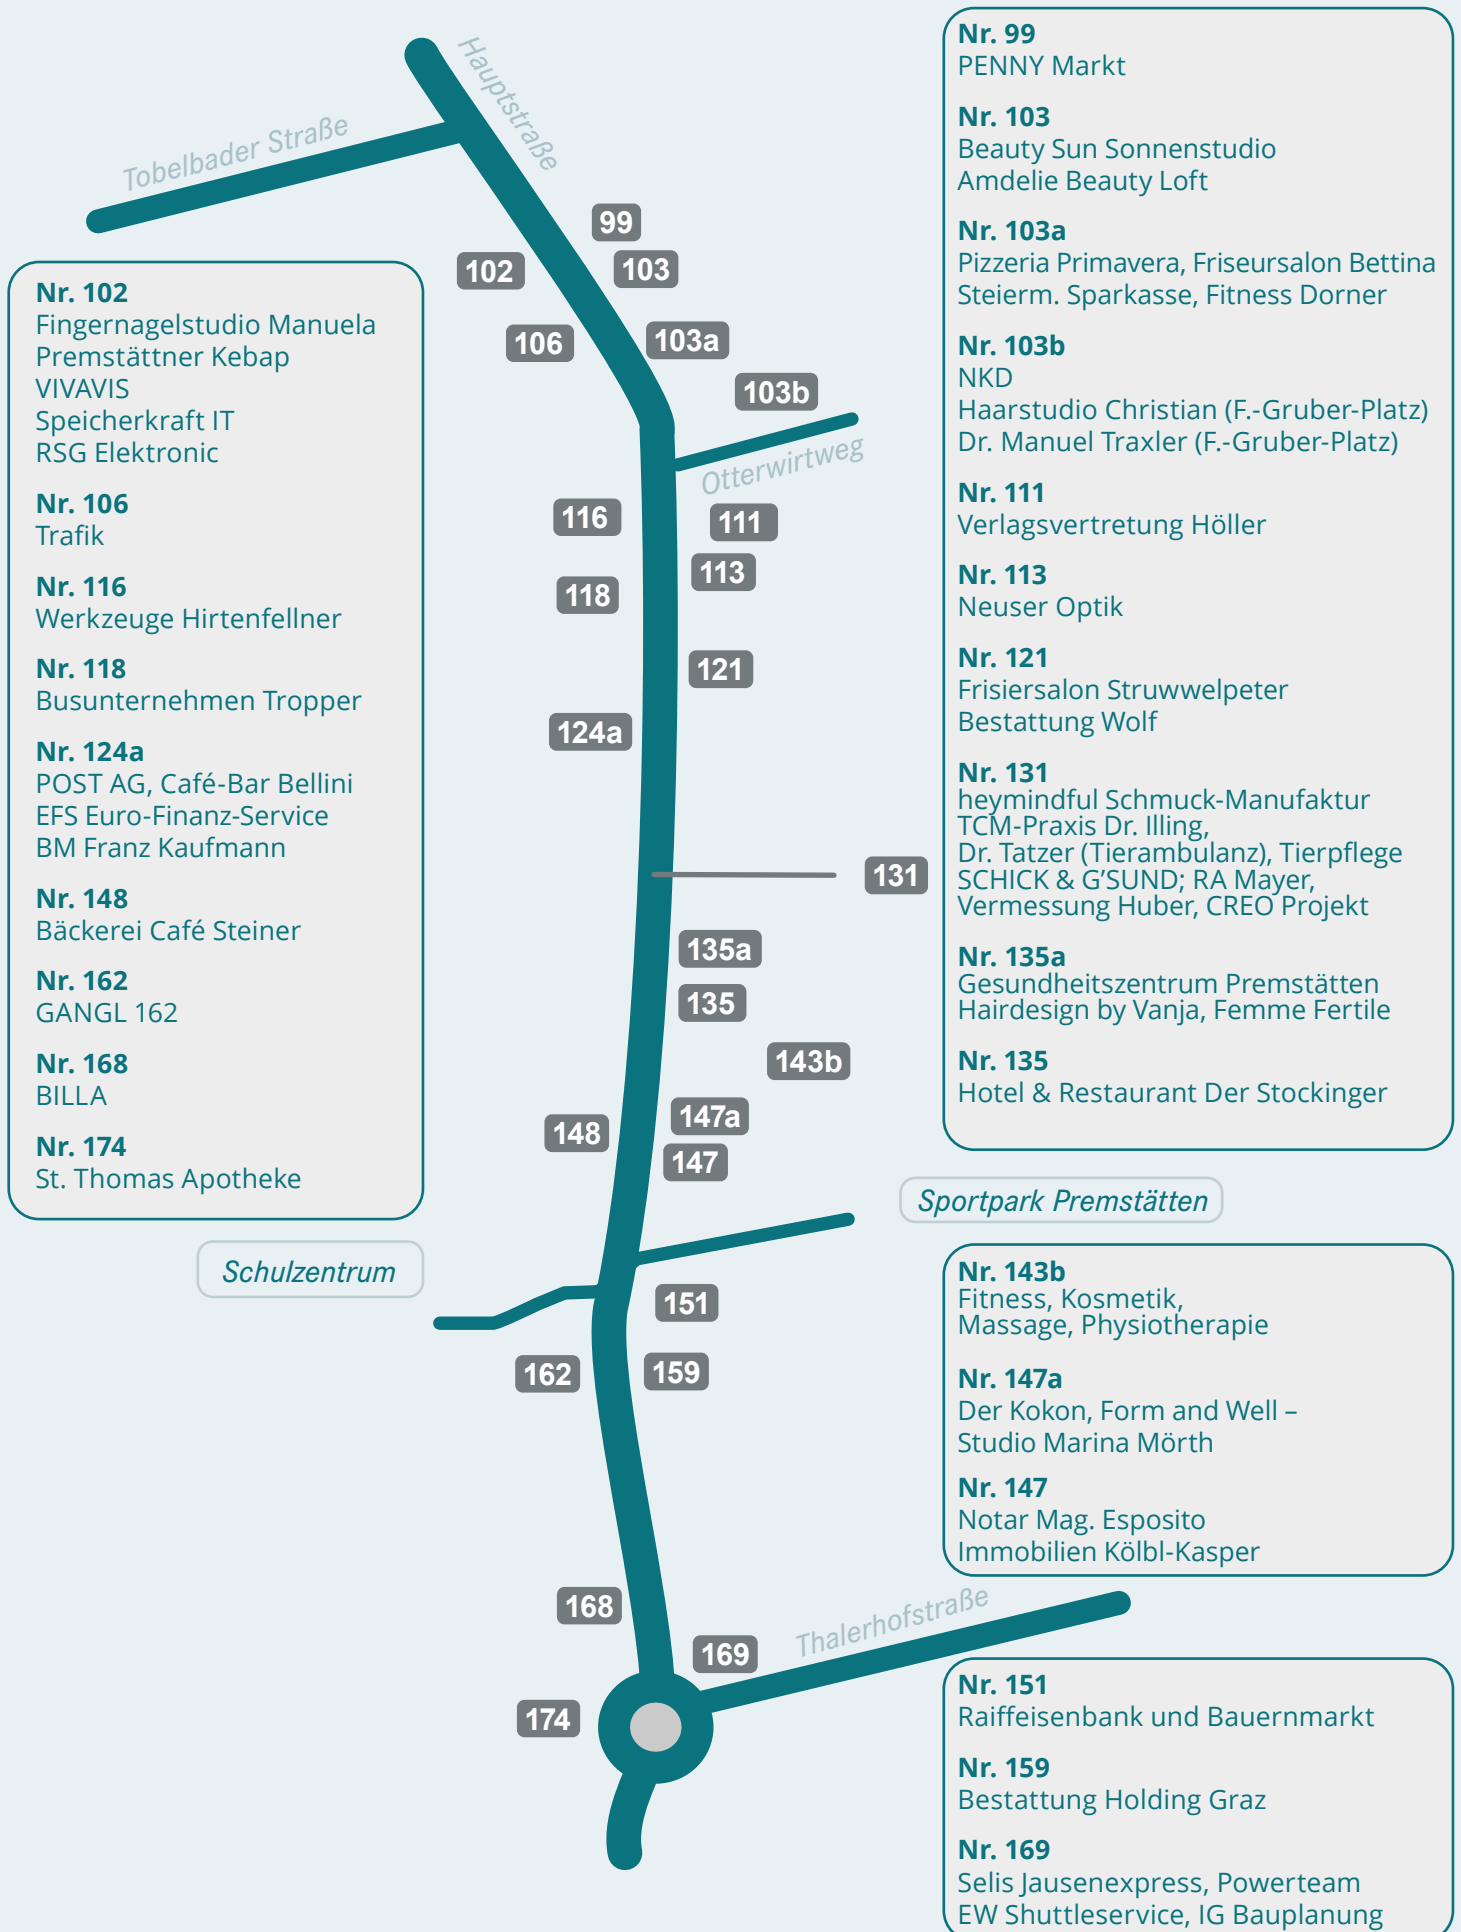 Hauptstraße
Tobelbader Straße
99
102
103
106
103a
103b
Otterwirtweg
116
111
113
118
121
124a
131
135a
135
143b
147a
148
147
Sportpark Premstätten
Schulzentrum
151
162
159
168
169
Thalerhofstraße
174
Nr. 102
Fingernagelstudio Manuela
Premstättner Kebap
VIVAVIS
Speicherkraft IT
RSG Elektronic
Nr. 106
Trafik
Nr. 116
Werkzeuge Hirtenfellner
Nr. 118
Busunternehmen Tropper
Nr. 124a
POST AG, Café-Bar Bellini
EFS Euro-Finanz-Service
BM Franz Kaufmann
Nr. 148
Bäckerei Café Steiner
Nr. 162
GANGL 162
Nr. 168
BILLA
Nr. 174
St. Thomas Apotheke
Nr. 99
PENNY Markt
Nr. 103
Beauty Sun Sonnenstudio
Amdelie Beauty Loft
Nr. 103a
Pizzeria Primavera, Friseursalon Bettina
Steierm. Sparkasse, Fitness Dorner
Nr. 103b
NKD
Haarstudio Christian (F.-Gruber-Platz)
Dr. Manuel Traxler (F.-Gruber-Platz)
Nr. 111
Verlagsvertretung Höller
Nr. 113
Neuser Optik
Nr. 121
Frisiersalon Struwwelpeter
Bestattung Wolf
Nr. 131
heymindful Schmuck-Manufaktur
TCM-Praxis Dr. Illing,
Dr. Tatzer (Tierambulanz), Tierpflege
SCHICK & G’SUND; RA Mayer,
Vermessung Huber, CREO Projekt
Nr. 135a
Gesundheitszentrum Premstätten
Hairdesign by Vanja, Femme Fertile
Nr. 135
Hotel & Restaurant Der Stockinger
Nr. 143b
Fitness, Kosmetik,
Massage, Physiotherapie
Nr. 147a
Der Kokon, Form and Well –
Studio Marina Mörth
Nr. 147
Notar Mag. Esposito
Immobilien Kölbl-Kasper
Nr. 151
Raiffeisenbank und Bauernmarkt
Nr. 159
Bestattung Holding Graz
Nr. 169
Selis Jausenexpress, Powerteam
EW Shuttleservice, IG Bauplanung